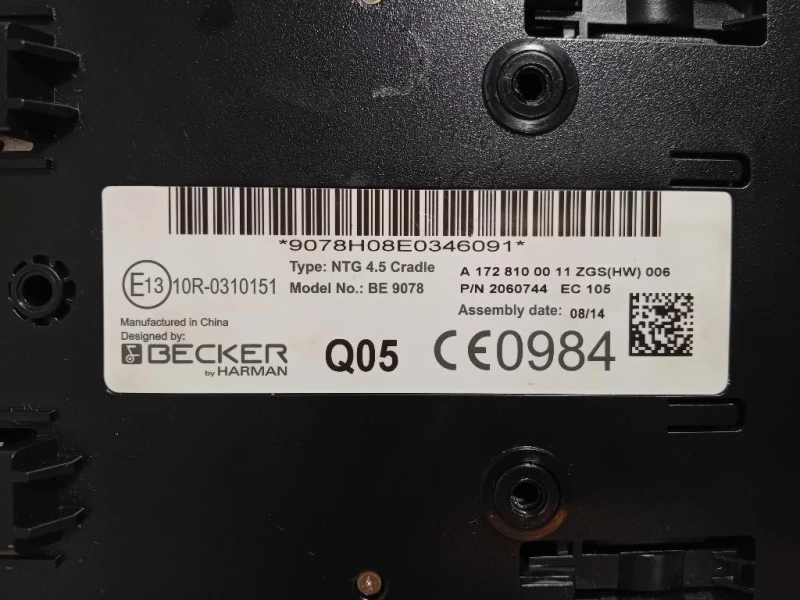 *9078H08E0346091*
E13 10R-0310151
Type: NTG 4.5 Cradle
Model No.: BE 9078
A 172 810 00 11 ZGS(HW) 006
P/N 2060744 EC 105
Assembly date: 08/14
Manufactured in China
Designed by:
BECKER
by HARMAN
Q05
CE0984